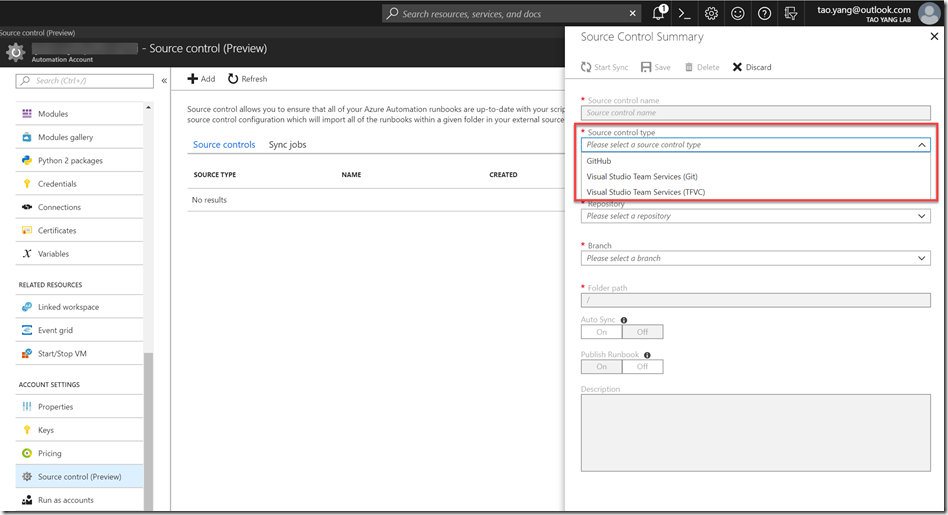 Search resources, services, and docs
1
tao.yang@outlook.com
TAO YANG LAB
Source control (Preview)
- Source control (Preview)
Automation Account
Search (Ctrl+/)
Modules
Modules gallery
Python 2 packages
Credentials
Connections
Certificates
Variables
RELATED RESOURCES
Linked workspace
Event grid
Start/Stop VM
ACCOUNT SETTINGS
Properties
Keys
Pricing
Source control (Preview)
Run as accounts
Add
Refresh
Source control allows you to ensure that all of your Azure Automation runbooks are up-to-date with your scrip
source control configuration which will import all of the runbooks within a given folder in your external source
Source controls
Sync jobs
SOURCE TYPE
NAME
CREATED
No results
Source Control Summary
Start Sync
Save
Delete
Discard
* Source control name
Source control name
* Source control type
Please select a source control type
GitHub
Visual Studio Team Services (Git)
Visual Studio Team Services (TFVC)
* Repository
Please select a repository
* Branch
Please select a branch
* Folder path
/
Auto Sync
On
Off
Publish Runbook
On
Off
Description